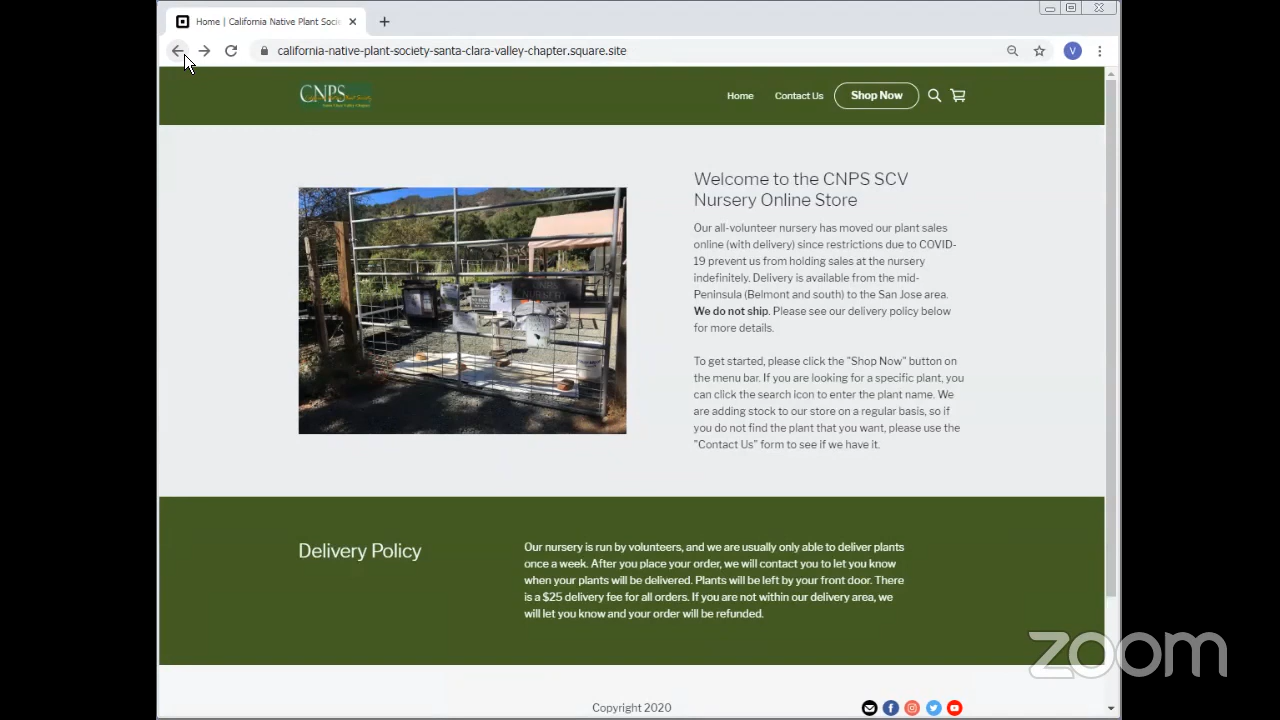 Home | California Native Plant Socie
california-native-plant-society-santa-clara-valley-chapter.square.site
V
CNPS
Home
Contact Us
Shop Now
Welcome to the CNPS SCV
Nursery Online Store
Our all-volunteer nursery has moved our plant sales
online (with delivery) since restrictions due to COVID-
19 prevent us from holding sales at the nursery
indefinitely. Delivery is available from the mid-
Peninsula (Belmont and south) to the San Jose area.
We do not ship. Please see our delivery policy below
for more details.
To get started, please click the "Shop Now" button on
the menu bar. If you are looking for a specific plant, you
can click the search icon to enter the plant name. We
are adding stock to our store on a regular basis, so if
you do not find the plant that you want, please use the
"Contact Us" form to see if we have it.
CNPS
NURSERY
Delivery Policy
Our nursery is run by volunteers, and we are usually only able to deliver plants
once a week. After you place your order, we will contact you to let you know
when your plants will be delivered. Plants will be left by your front door. There
is a $25 delivery fee for all orders. If you are not within our delivery area, we
will let you know and your order will be refunded.
zoom
Copyright 2020